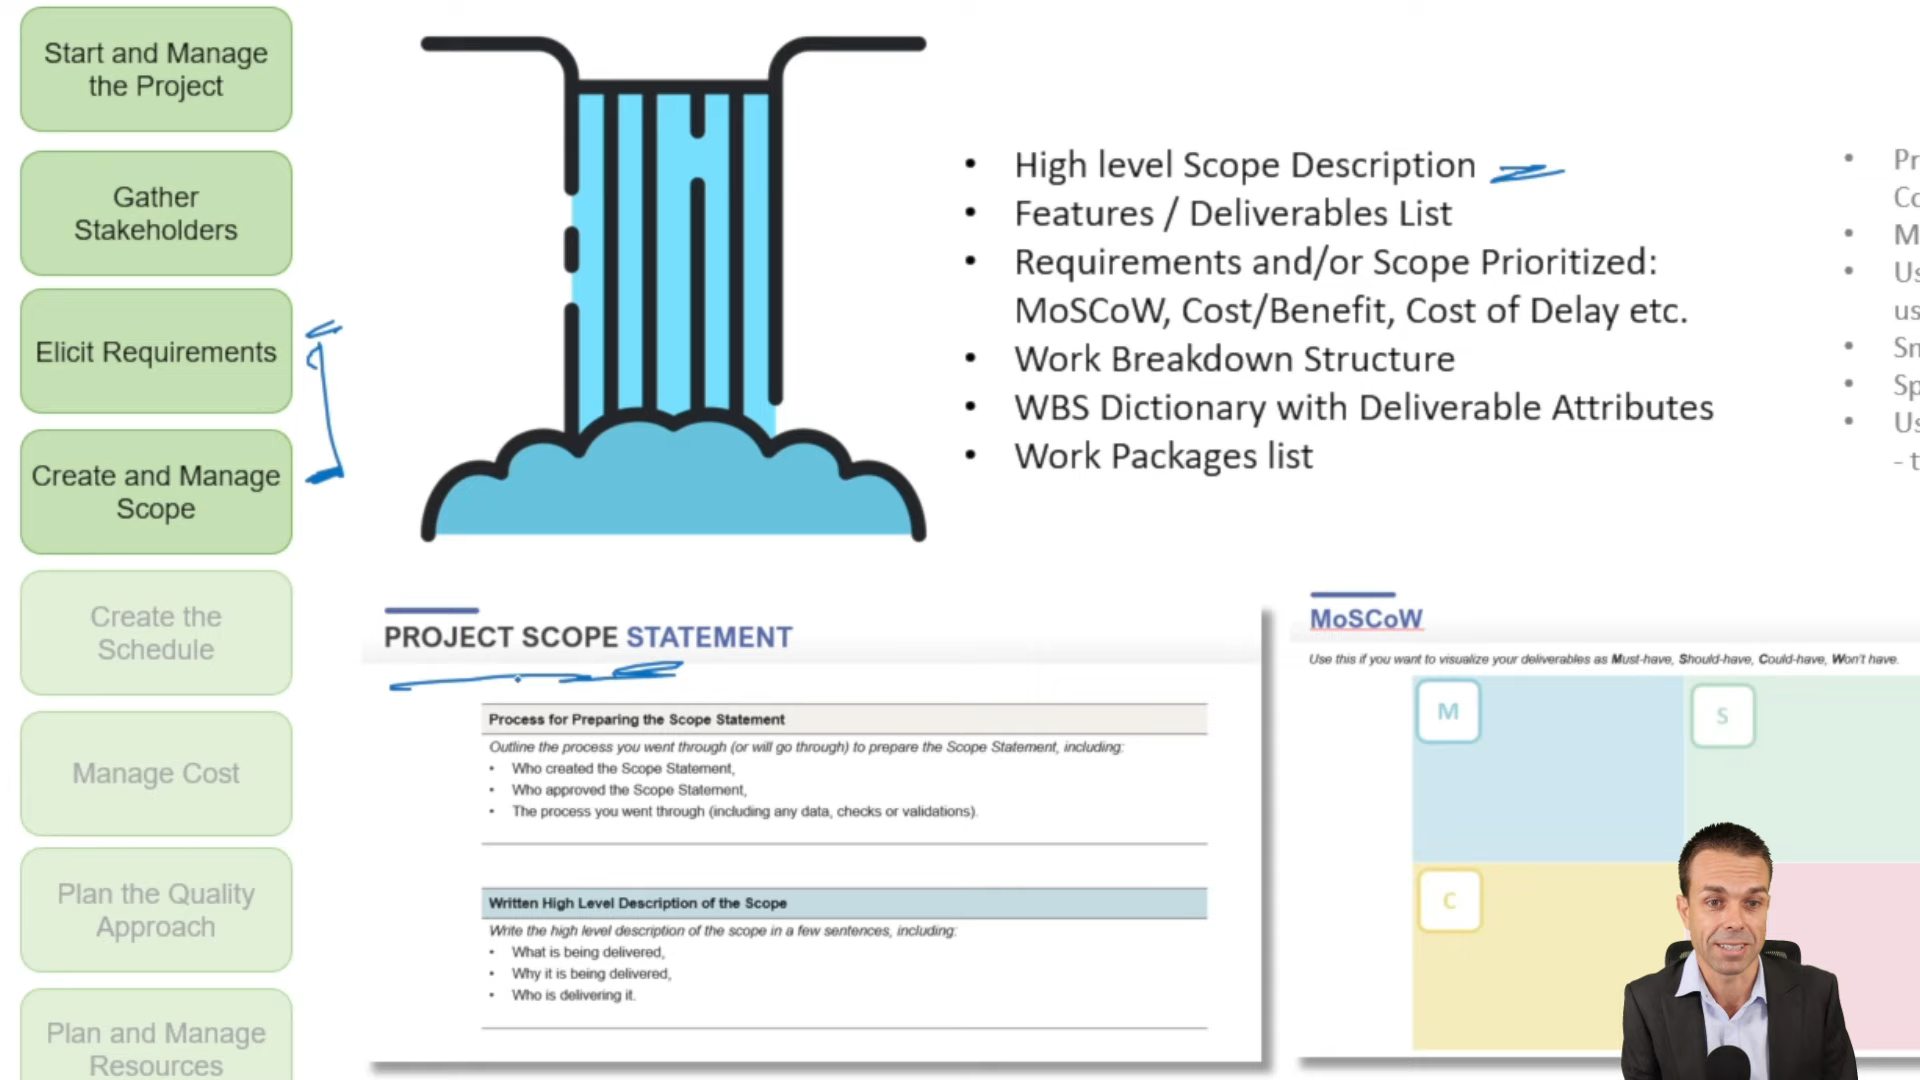 Start and Manage
the Project
Gather
Stakeholders
Elicit Requirements
Create and Manage
Scope
Create the
Schedule
Manage Cost
Plan the Quality
Approach
Plan and Manage
Resources
• High level Scope Description
• Features / Deliverables List
• Requirements and/or Scope Prioritized:
MoSCoW, Cost/Benefit, Cost of Delay etc.
• Work Breakdown Structure
• WBS Dictionary with Deliverable Attributes
• Work Packages list
PROJECT SCOPE STATEMENT
Process for Preparing the Scope Statement
Outline the process you went through (or will go through) to prepare the Scope Statement, including:
• Who created the Scope Statement,
• Who approved the Scope Statement,
• The process you went through (including any data, checks or validations).
Written High Level Description of the Scope
Write the high level description of the scope in a few sentences, including:
• What is being delivered,
• Why it is being delivered,
• Who is delivering it.
MoSCoW
Use this if you want to visualize your deliverables as Must-have, Should-have, Could-have, Won't have.
M
S
C